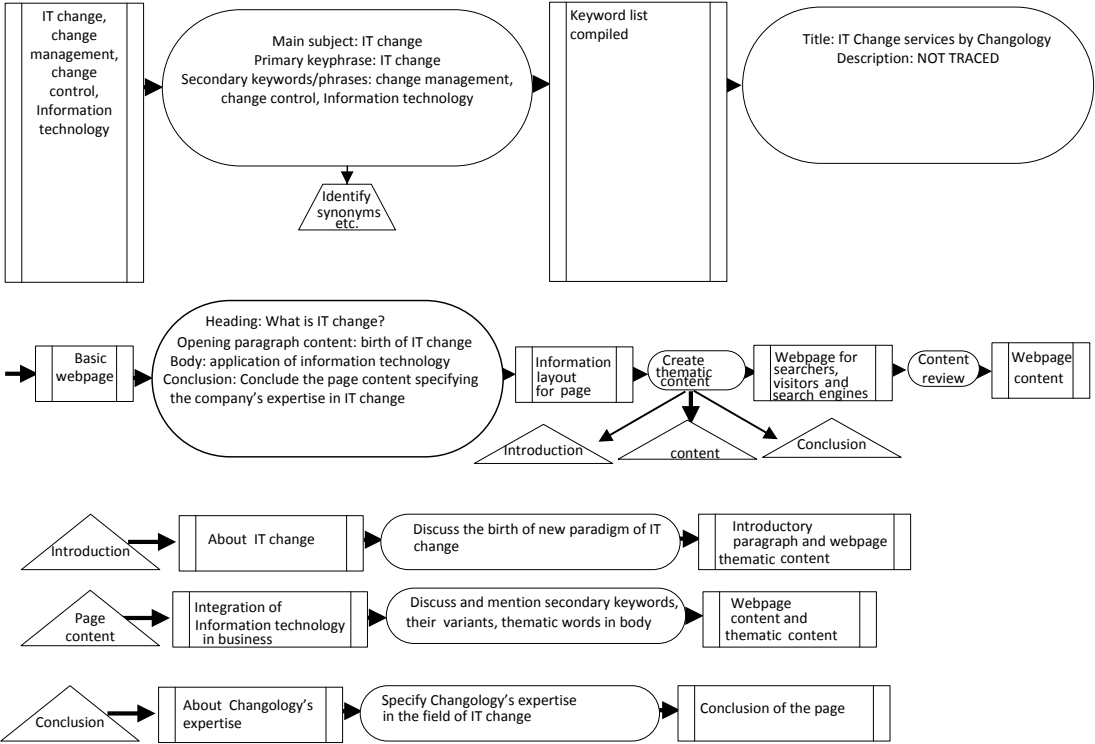 IT change,
change
management,
change
control,
Information
technology
Main subject: IT change
Primary keyphrase: IT change
Secondary keywords/phrases: change management,
change control, Information technology
Identify
synonyms
etc.
Keyword list
compiled
Title: IT Change services by Changology
Description: NOT TRACED
Basic
webpage
Heading: What is IT change?
Opening paragraph content: birth of IT change
Body: application of information technology
Conclusion: Conclude the page content specifying
the company's expertise in IT change
Information
layout
for page
Create
thematic
content
Webpage for
searchers,
visitors and
search engines
Content
review
Webpage
content
Introduction
content
Conclusion
Introduction
About IT change
Discuss the birth of new paradigm of IT
change
Introductory
paragraph and webpage
thematic content
Page
content
Integration of
Information technology
in business
Discuss and mention secondary keywords,
their variants, thematic words in body
Webpage
content and
thematic content
Conclusion
About Changology's
expertise
Specify Changology's expertise
in the field of IT change
Conclusion of the page